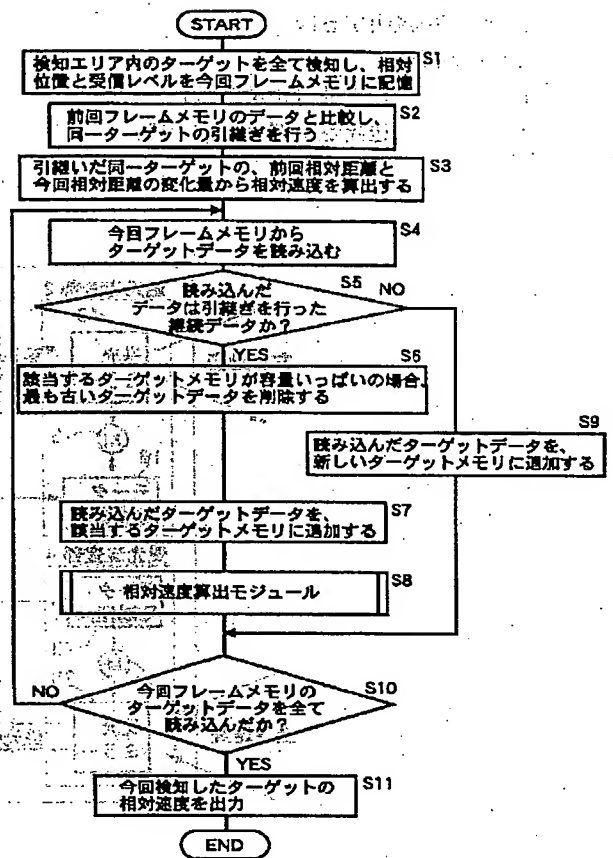 START
検知エリア内のターゲットを全て検知し、相対
位置と受信レベルを今回フレームメモリに記憶
S1
前回フレームメモリのデータと比較し、
同一ターゲットの引継ぎを行う
S2
引継いだ同一ターゲットの、前回相対距離と
今回相対距離の変化量から相対速度を算出する
S3
今回フレームメモリから
ターゲットデータを読み込む
S4
読み込んだ
データは引継ぎを行った
継続データか？
S5
NO
YES
S6
該当するターゲットメモリが容量いっぱいの場合、
最も古いターゲットデータを削除する
S9
読み込んだターゲットデータを、
新しいターゲットメモリに追加する
読み込んだターゲットデータを、
該当するターゲットメモリに追加する
S7
相対速度算出モジュール
S8
NO
今回フレームメモリの
ターゲットデータを全て
読み込んだか？
S10
YES
今回検知したターゲットの
相対速度を出力
S11
END